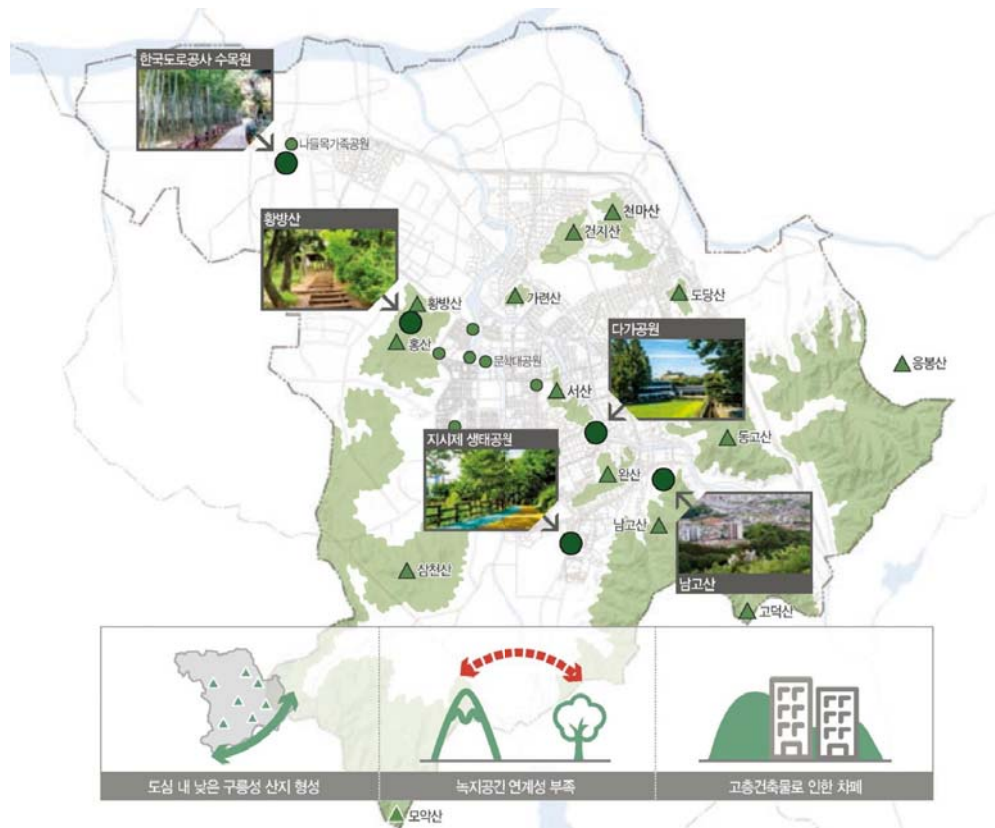 한국도로공사 수목원
나들목가족공원
천마산
건지산
황방산
황방산
가련산
도당산
홍산
다가공원
문학대공원
응봉산
서산
지시제 생태공원
동고산
완산
남고산
삼천산
남고산
고덕산
도심 내 낮은 구릉성 산지 형성
녹지공간 연계성 부족
고층건축물로 인한 차폐
모악산